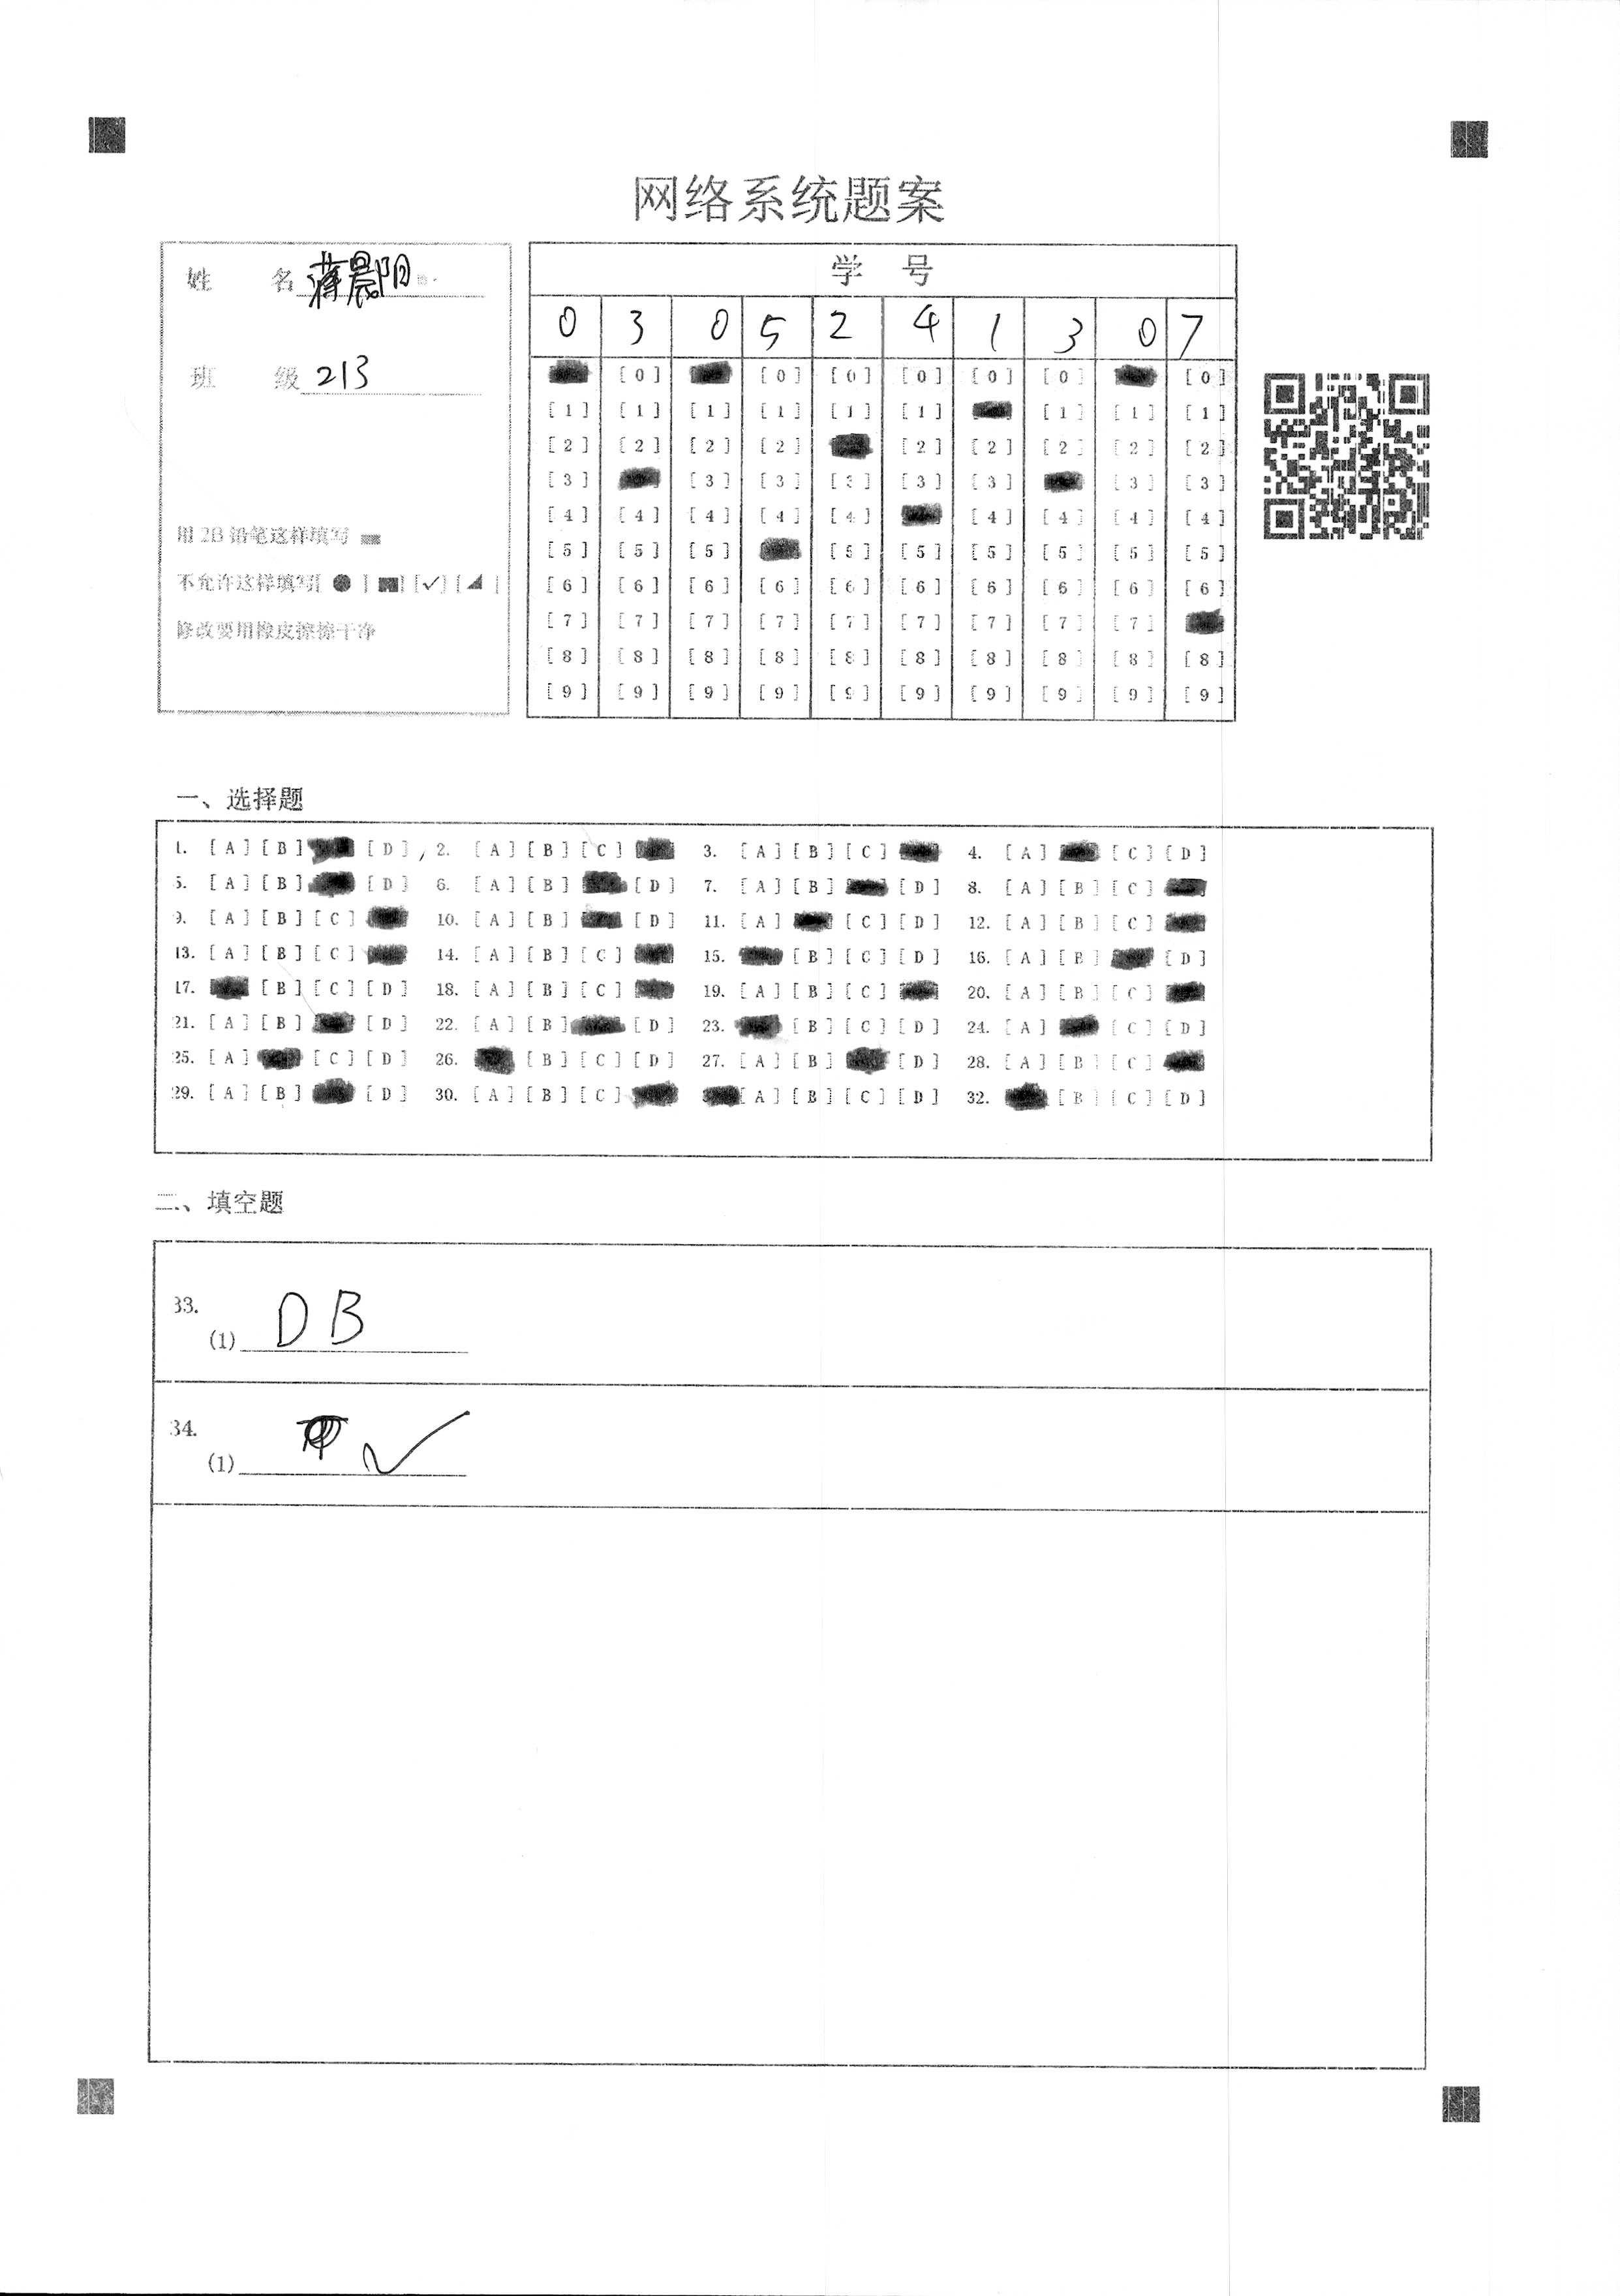 网络系统题案
姓 名 蒋晨阳
班 级 213
用 2B 铅笔这样填写
不允许这样填写[ ● ] [ ] [✓] [ ]
修改要用橡皮擦擦干净
学 号
0 3 0 5 2 4 1 3 0 7
[0] [0] [0] [0] [0] [0] [0]
[1] [1] [1] [1] [1] [1] [1] [1] [1]
[2] [2] [2] [2] [2] [2] [2] [2] [2]
[3] [3] [3] [3] [3] [3] [3] [3]
[4] [4] [4] [4] [4] [4] [4] [4] [4]
[5] [5] [5] [5] [5] [5] [5] [5] [5]
[6] [6] [6] [6] [6] [6] [6] [6] [6] [6]
[7] [7] [7] [7] [7] [7] [7] [7] [7]
[8] [8] [8] [8] [8] [8] [8] [8] [8] [8]
[9] [9] [9] [9] [9] [9] [9] [9] [9] [9]
一、选择题
1. [A] [B] [D] 2. [A] [B] [C] 3. [A] [B] [C] 4. [A] [C] [D]
5. [A] [B] [D] 6. [A] [B] [D] 7. [A] [B] [D] 8. [A] [B] [C]
9. [A] [B] [C] 10. [A] [B] [D] 11. [A] [C] [D] 12. [A] [B] [C]
13. [A] [B] [C] 14. [A] [B] [C] 15. [B] [C] [D] 16. [A] [B] [D]
17. [B] [C] [D] 18. [A] [B] [C] 19. [A] [B] [C] 20. [A] [B] [C]
21. [A] [B] [D] 22. [A] [B] [D] 23. [B] [C] [D] 24. [A] [C] [D]
25. [A] [C] [D] 26. [B] [C] [D] 27. [A] [B] [D] 28. [A] [B] [C]
29. [A] [B] [D] 30. [A] [B] [C] [A] [B] [C] [D] 32. [B] [C] [D]
二、填空题
33.
(1) DB
34.
(1) ✓